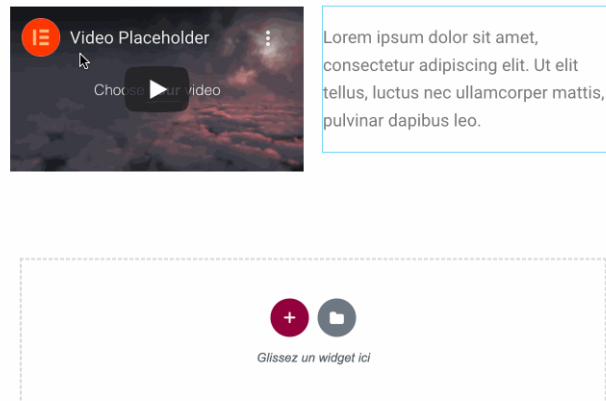 Video Placeholder
Choose your video
Lorem ipsum dolor sit amet,
consectetur adipiscing elit. Ut elit
tellus, luctus nec ullamcorper mattis,
pulvinar dapibus leo.
Glissez un widget ici